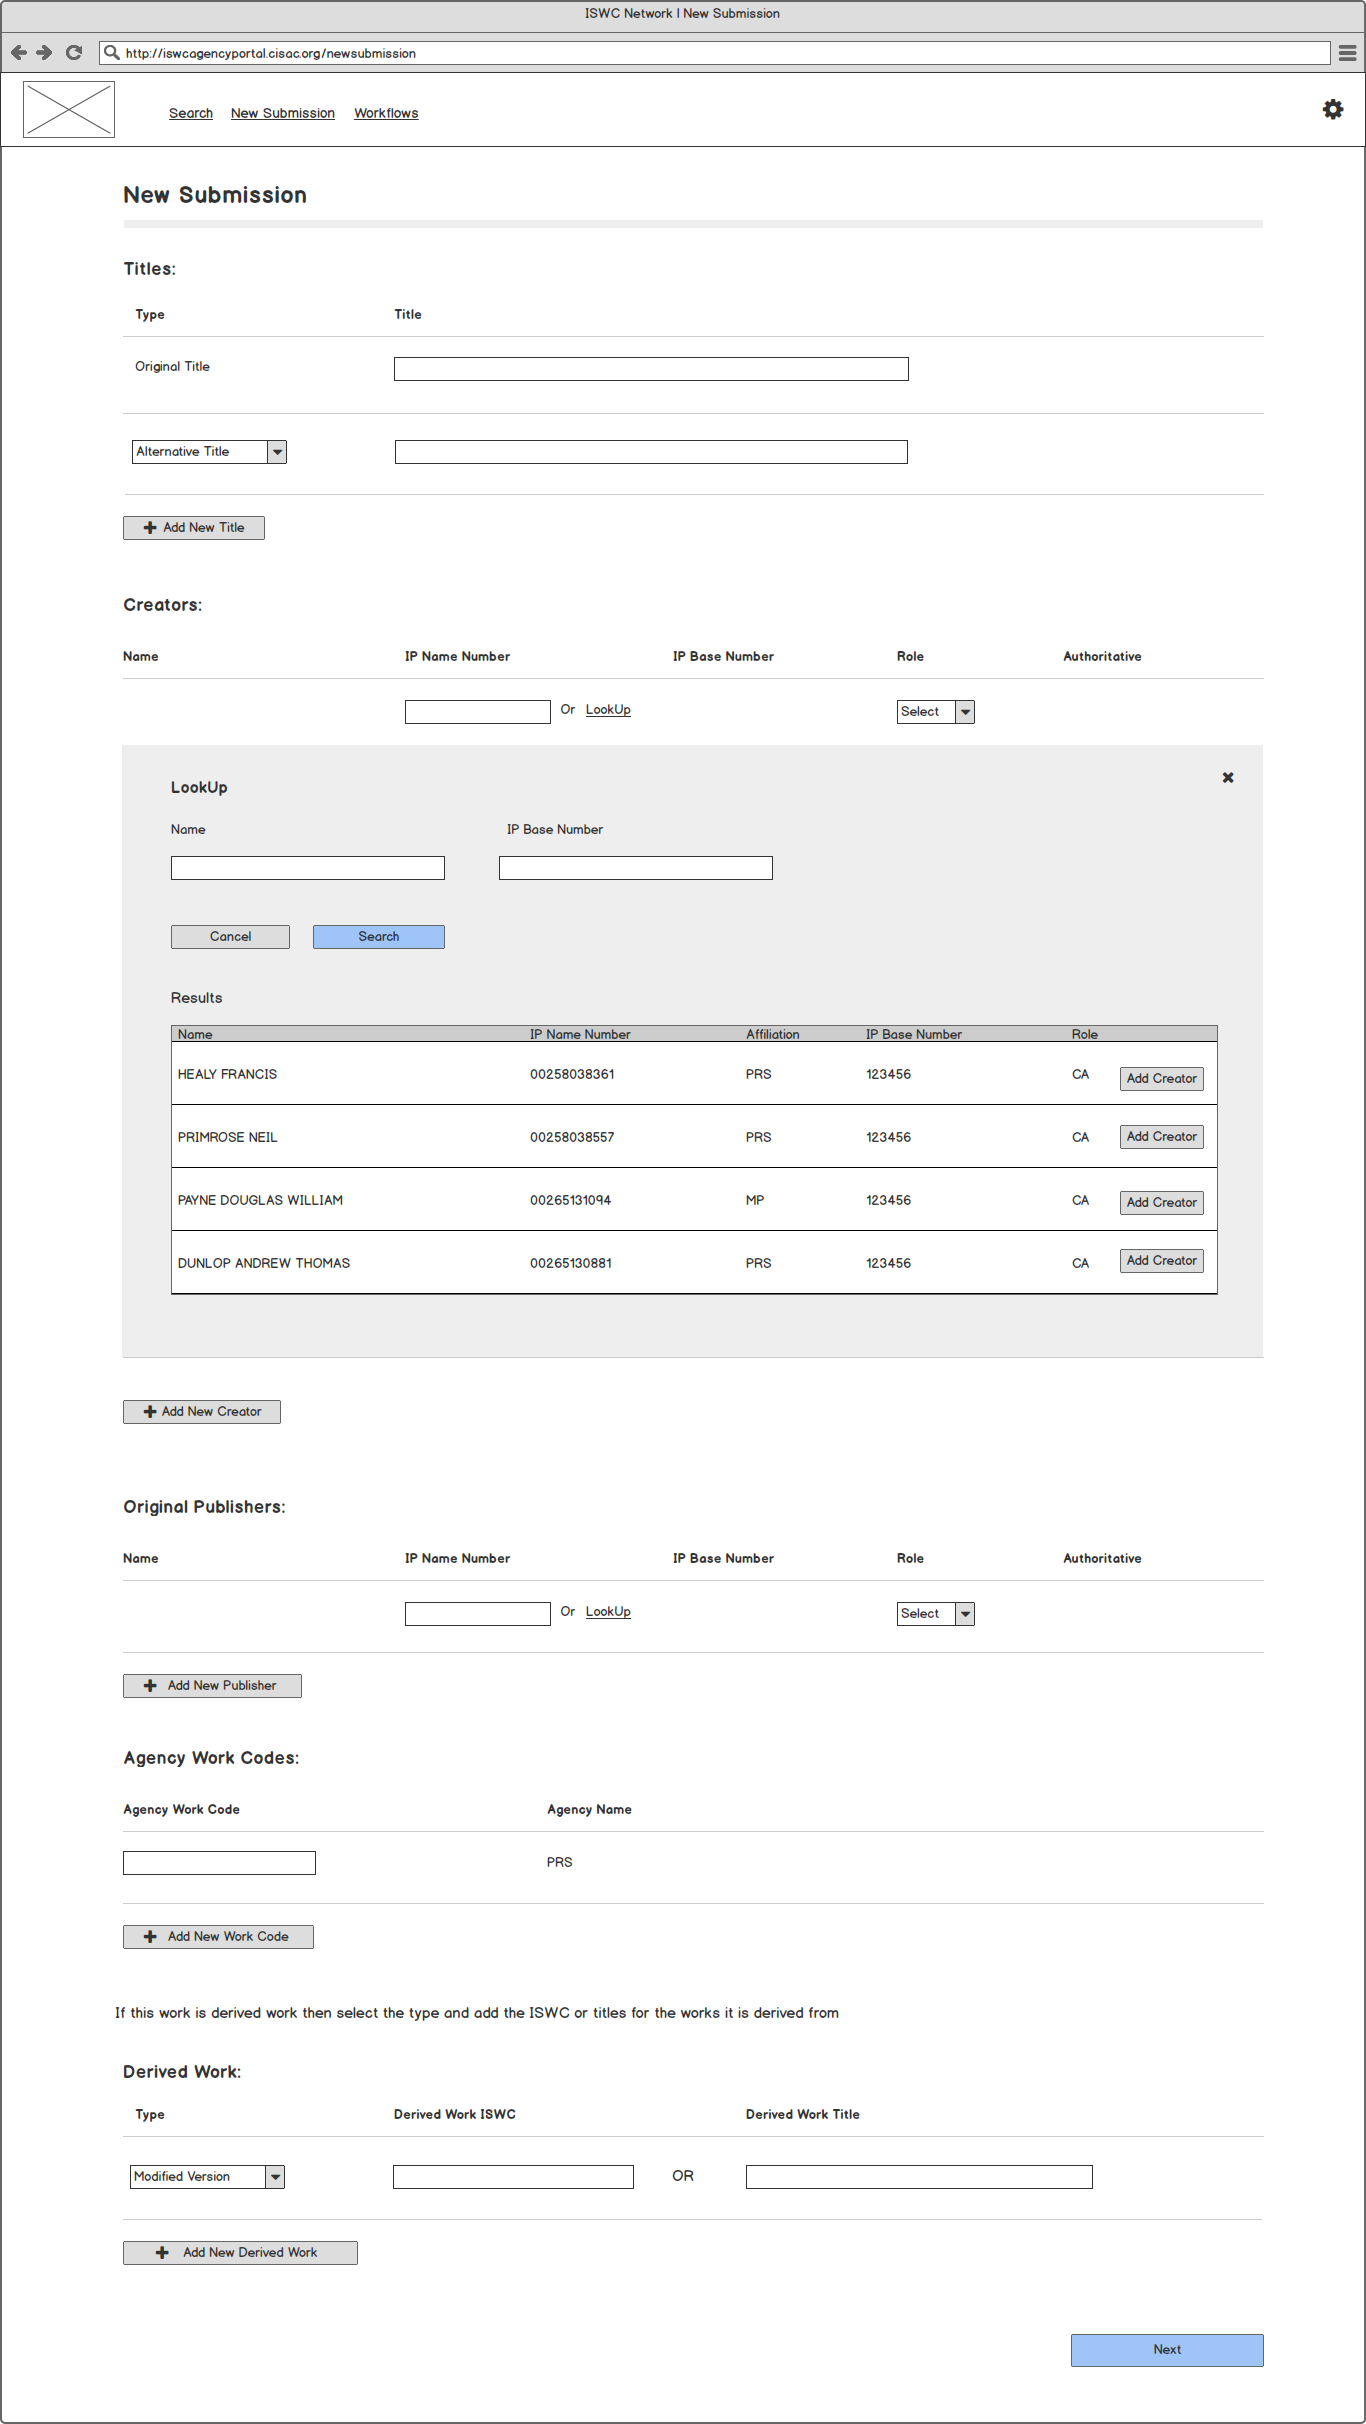 ISWC Network | New Submission
http://iswcagencyportal.cisac.org/newsubmission
Search New Submission Workflows
New Submission
Titles:
Type Title
Original Title
Alternative Title
Add New Title
Creators:
Name IP Name Number IP Base Number Role Authoritative
Or LookUp Select
LookUp
Name IP Base Number
Cancel Search
Results
Name IP Name Number Affiliation IP Base Number Role
HEALY FRANCIS 00258038361 PRS 123456 CA Add Creator
PRIMROSE NEIL 00258038557 PRS 123456 CA Add Creator
PAYNE DOUGLAS WILLIAM 00265131094 MP 123456 CA Add Creator
DUNLOP ANDREW THOMAS 00265130881 PRS 123456 CA Add Creator
Add New Creator
Original Publishers:
Name IP Name Number IP Base Number Role Authoritative
Or LookUp Select
Add New Publisher
Agency Work Codes:
Agency Work Code Agency Name
PRS
Add New Work Code
If this work is derived work then select the type and add the ISWC or titles for the works it is derived from
Derived Work:
Type Derived Work ISWC Derived Work Title
Modified Version OR
Add New Derived Work
Next